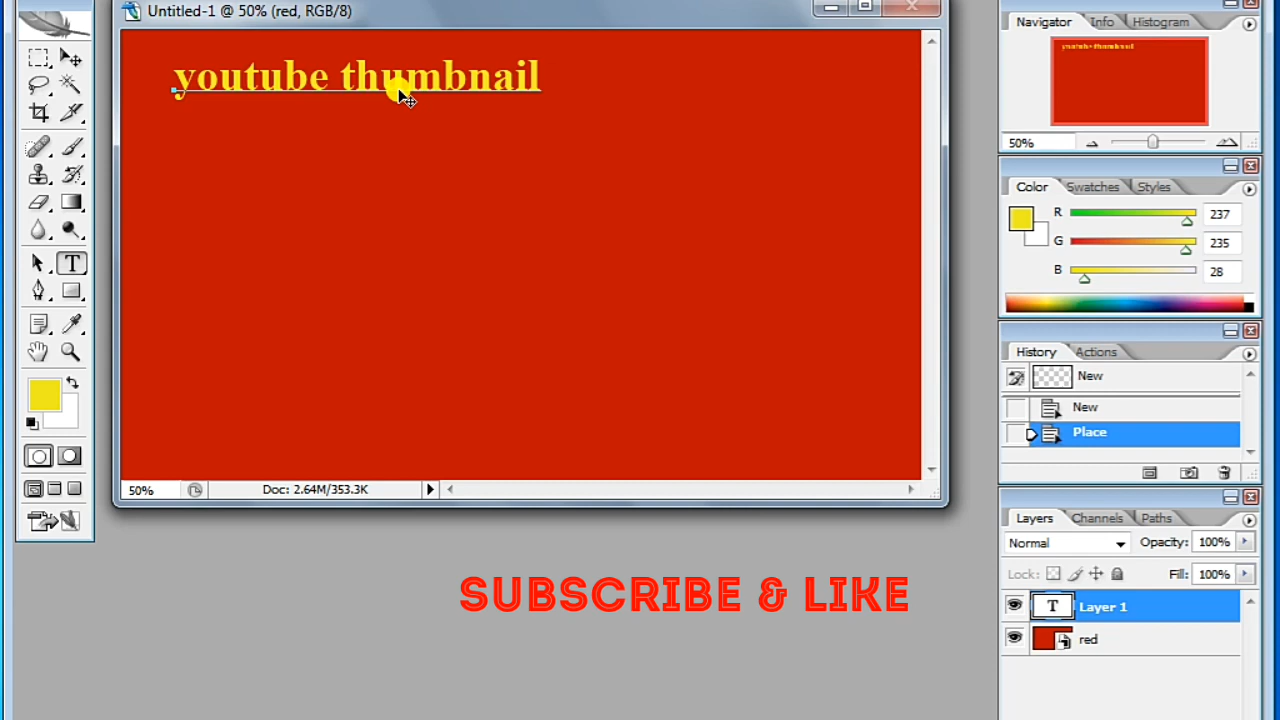 Untitled-1 @ 50% (red, RGB/8)
youtube thumbnail
50%
Doc: 2.64M/353.3K
SUBSCRIBE & LIKE
Navigator
Info
Histogram
youtube thumbnail
50%
Color
Swatches
Styles
R 237
G 235
B 28
History
Actions
New
New
Place
Layers
Channels
Paths
Normal
Opacity: 100%
Lock:
Fill: 100%
T Layer 1
red